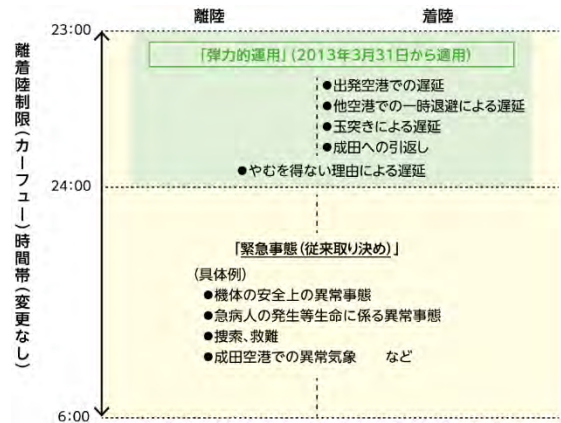 離陸 着陸
23:00
「弾力的運用」(2013年3月31日から適用)
●出発空港での遅延
●他空港での一時退避による遅延
●玉突きによる遅延
●成田への引返し
●やむを得ない理由による遅延
24:00
離着陸制限(カーフュー)時間帯(変更なし)
「緊急事態(従来取り決め)」
(具体例)
●機体の安全上の異常事態
●急病人の発生等生命に係る異常事態
●捜索、救難
●成田空港での異常気象 など
6:00